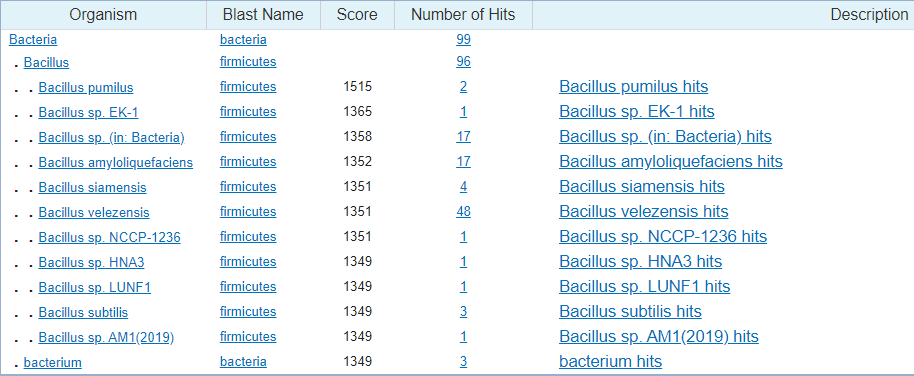 Organism Blast Name Score Number of Hits Description
Bacteria bacteria 99
. Bacillus firmicutes 96
. . Bacillus pumilus firmicutes 1515 2 Bacillus pumilus hits
. . Bacillus sp. EK-1 firmicutes 1365 1 Bacillus sp. EK-1 hits
. . Bacillus sp. (in: Bacteria) firmicutes 1358 17 Bacillus sp. (in: Bacteria) hits
. . Bacillus amyloliquefaciens firmicutes 1352 17 Bacillus amyloliquefaciens hits
. . Bacillus siamensis firmicutes 1351 4 Bacillus siamensis hits
. . Bacillus velezensis firmicutes 1351 48 Bacillus velezensis hits
. . Bacillus sp. NCCP-1236 firmicutes 1351 1 Bacillus sp. NCCP-1236 hits
. . Bacillus sp. HNA3 firmicutes 1349 1 Bacillus sp. HNA3 hits
. . Bacillus sp. LUNF1 firmicutes 1349 1 Bacillus sp. LUNF1 hits
. . Bacillus subtilis firmicutes 1349 3 Bacillus subtilis hits
. . Bacillus sp. AM1(2019) firmicutes 1349 1 Bacillus sp. AM1(2019) hits
. bacterium bacteria 1349 3 bacterium hits